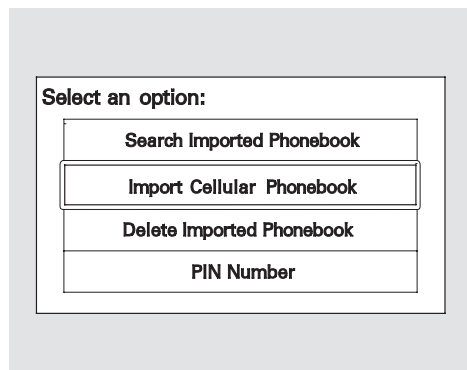 Select an option:
Search Imported Phonebook
Import Cellular Phonebook
Delete Imported Phonebook
PIN Number